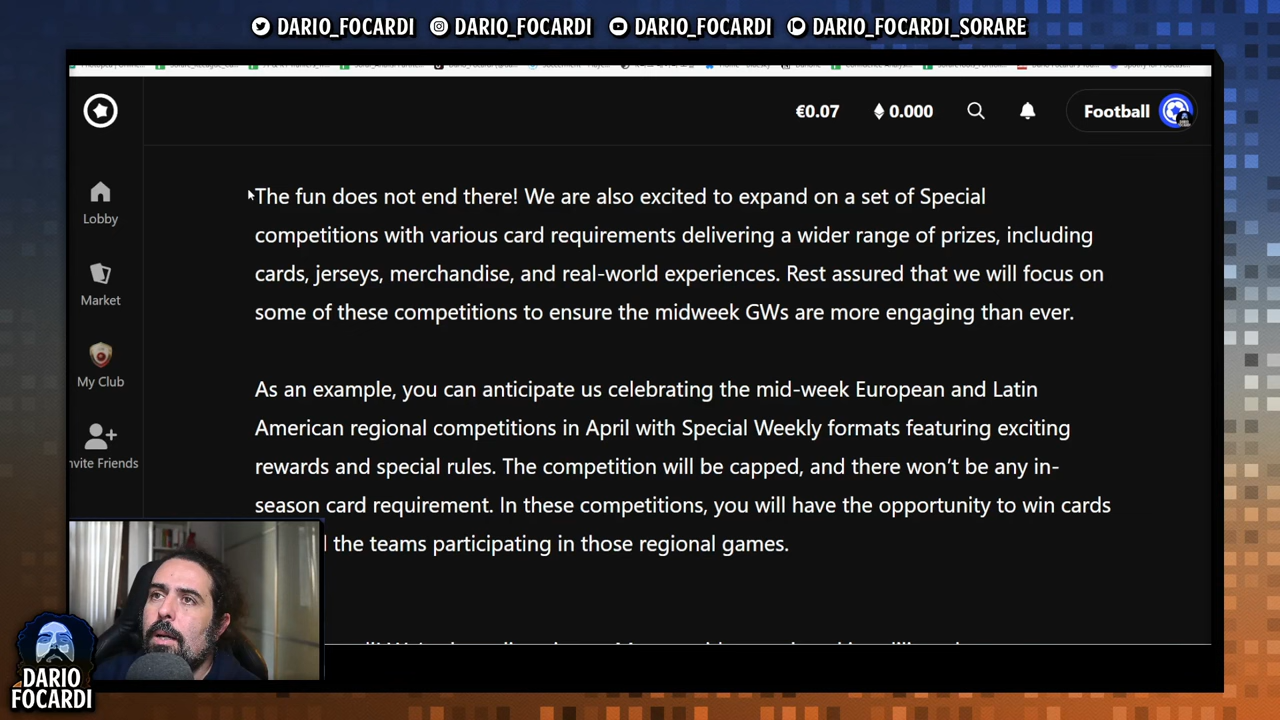 DARIO_FOCARDI DARIO_FOCARDI DARIO_FOCARDI DARIO_FOCARDI_SORARE
€0.07 0.000 Football
Lobby
Market
My Club
nvite Friends
The fun does not end there! We are also excited to expand on a set of Special
competitions with various card requirements delivering a wider range of prizes, including
cards, jerseys, merchandise, and real-world experiences. Rest assured that we will focus on
some of these competitions to ensure the midweek GWs are more engaging than ever.
As an example, you can anticipate us celebrating the mid-week European and Latin
American regional competitions in April with Special Weekly formats featuring exciting
rewards and special rules. The competition will be capped, and there won’t be any in-
season card requirement. In these competitions, you will have the opportunity to win cards
the teams participating in those regional games.
DARIO
FOCARDI